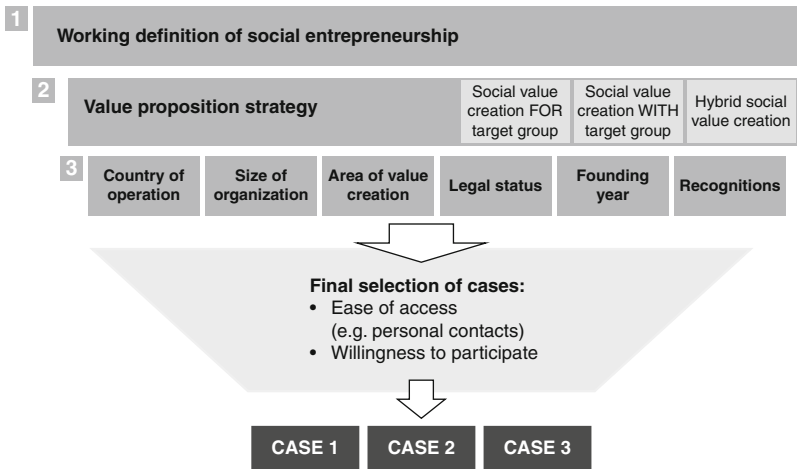 1
Working definition of social entrepreneurship
2
Value proposition strategy
Social value
creation FOR
target group
Social value
creation WITH
target group
Hybrid social
value creation
3
Country of
operation
Size of
organization
Area of value
creation
Legal status
Founding
year
Recognitions
Final selection of cases:
• Ease of access
(e.g. personal contacts)
• Willingness to participate
CASE 1
CASE 2
CASE 3